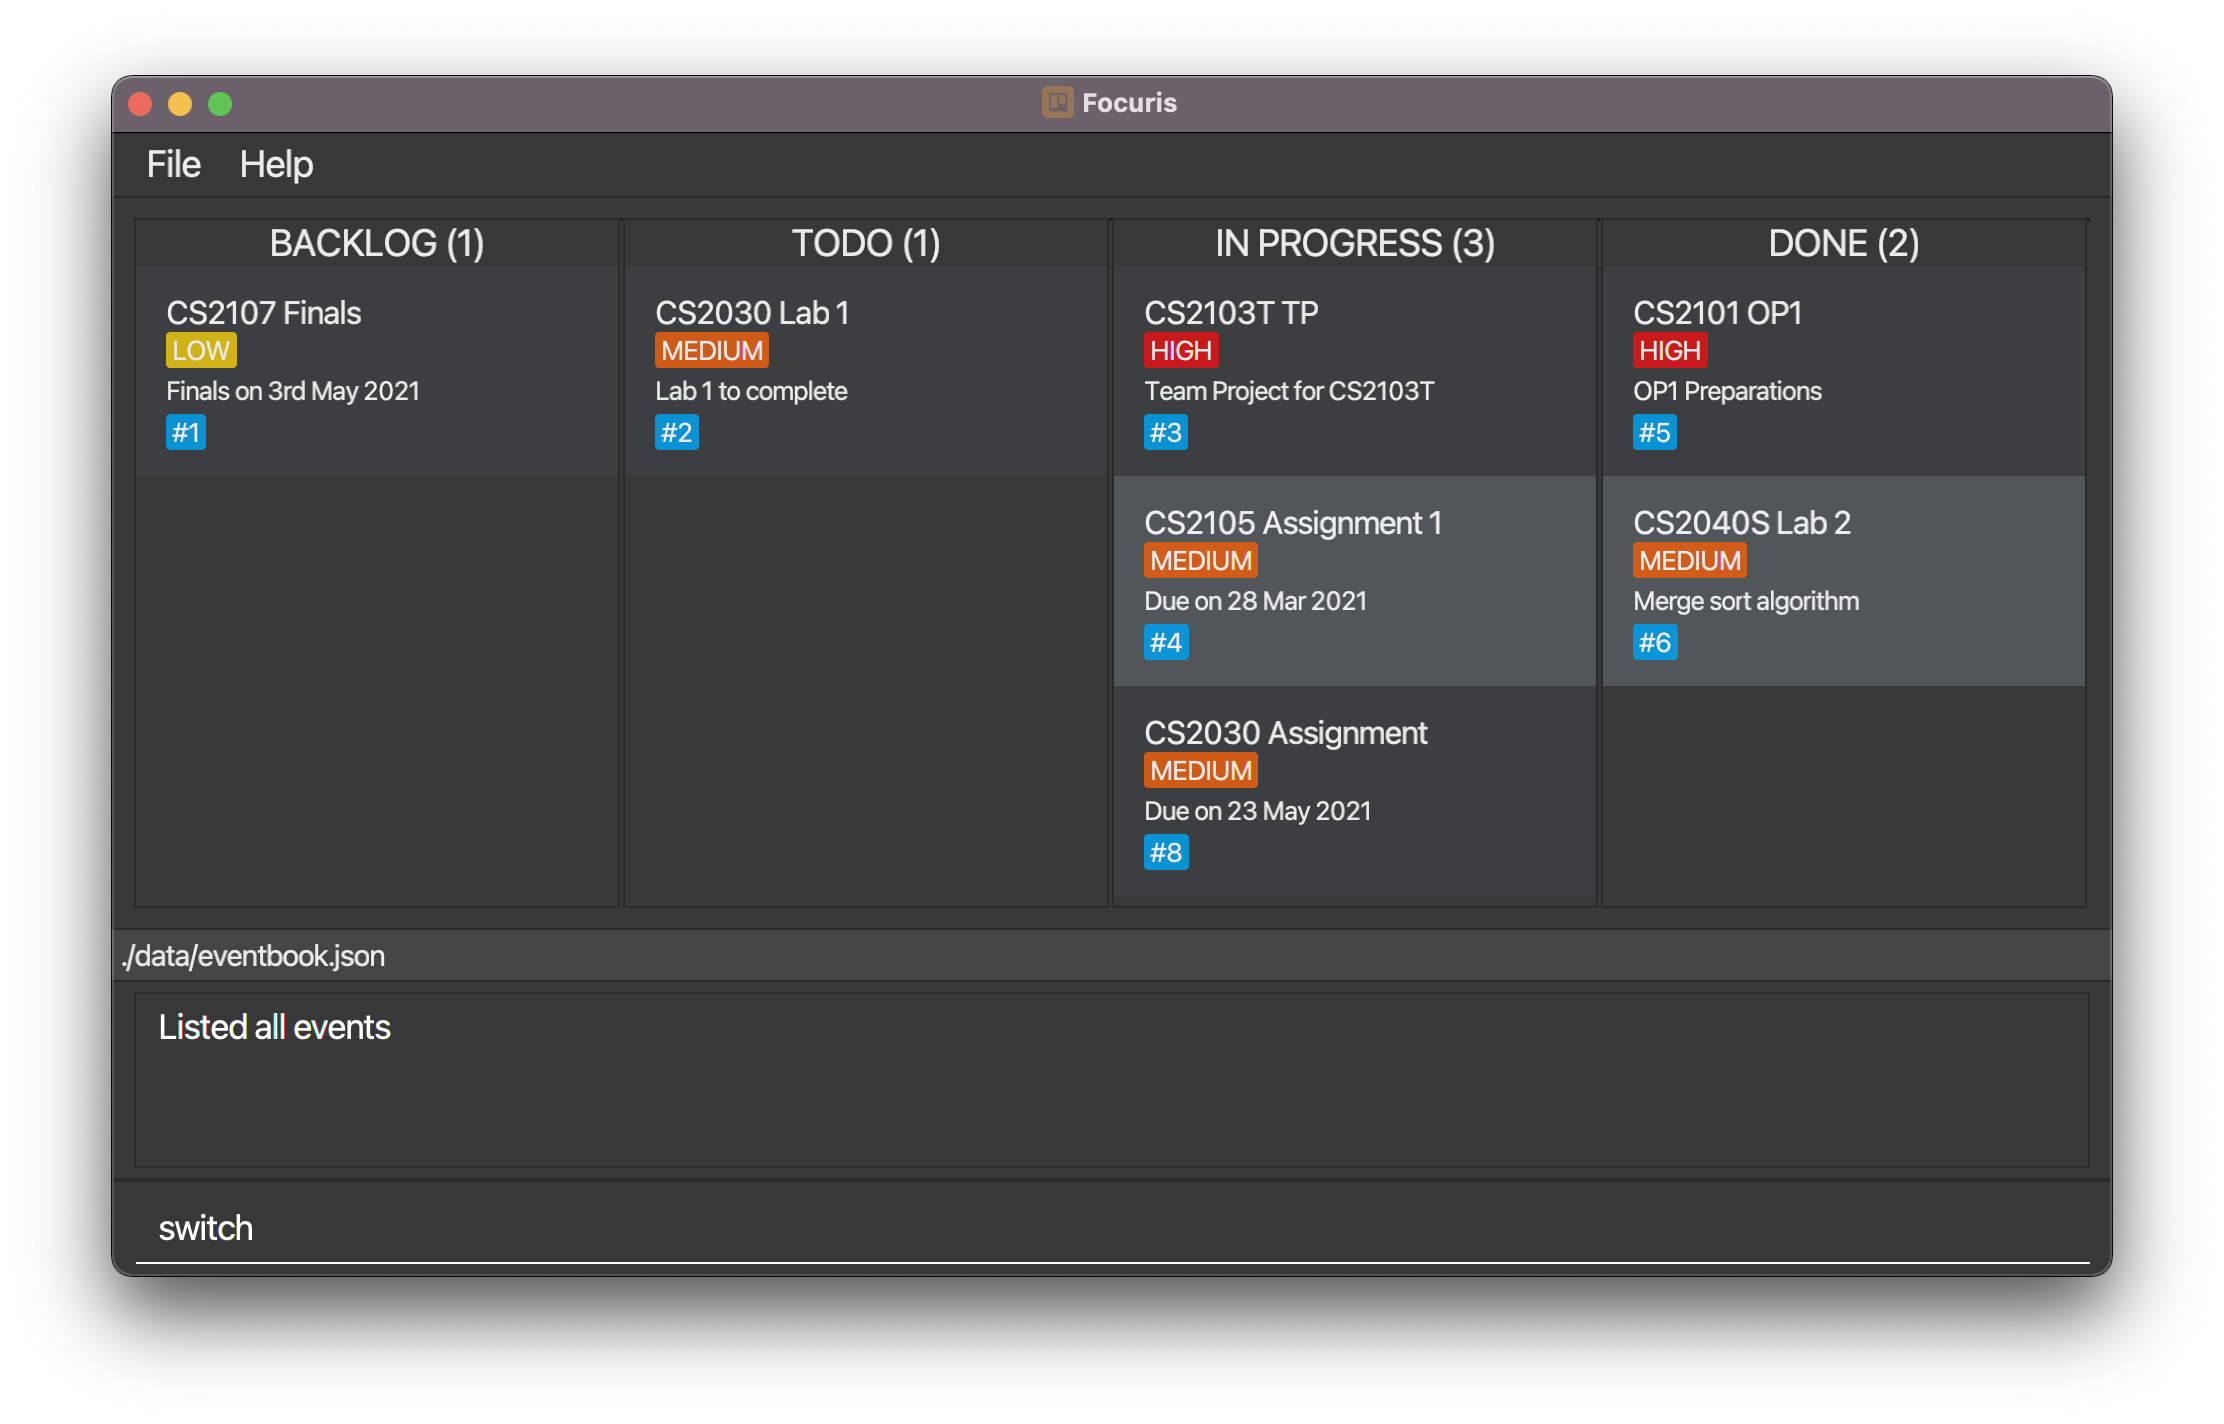 Focuris
File Help
BACKLOG (1)
CS2107 Finals
LOW
Finals on 3rd May 2021
#1
TODO (1)
CS2030 Lab 1
MEDIUM
Lab 1 to complete
#2
IN PROGRESS (3)
CS2103T TP
HIGH
Team Project for CS2103T
#3
CS2105 Assignment 1
MEDIUM
Due on 28 Mar 2021
#4
CS2030 Assignment
MEDIUM
Due on 23 May 2021
#8
DONE (2)
CS2101 OP1
HIGH
OP1 Preparations
#5
CS2040S Lab 2
MEDIUM
Merge sort algorithm
#6
./data/eventbook.json
Listed all events
switch